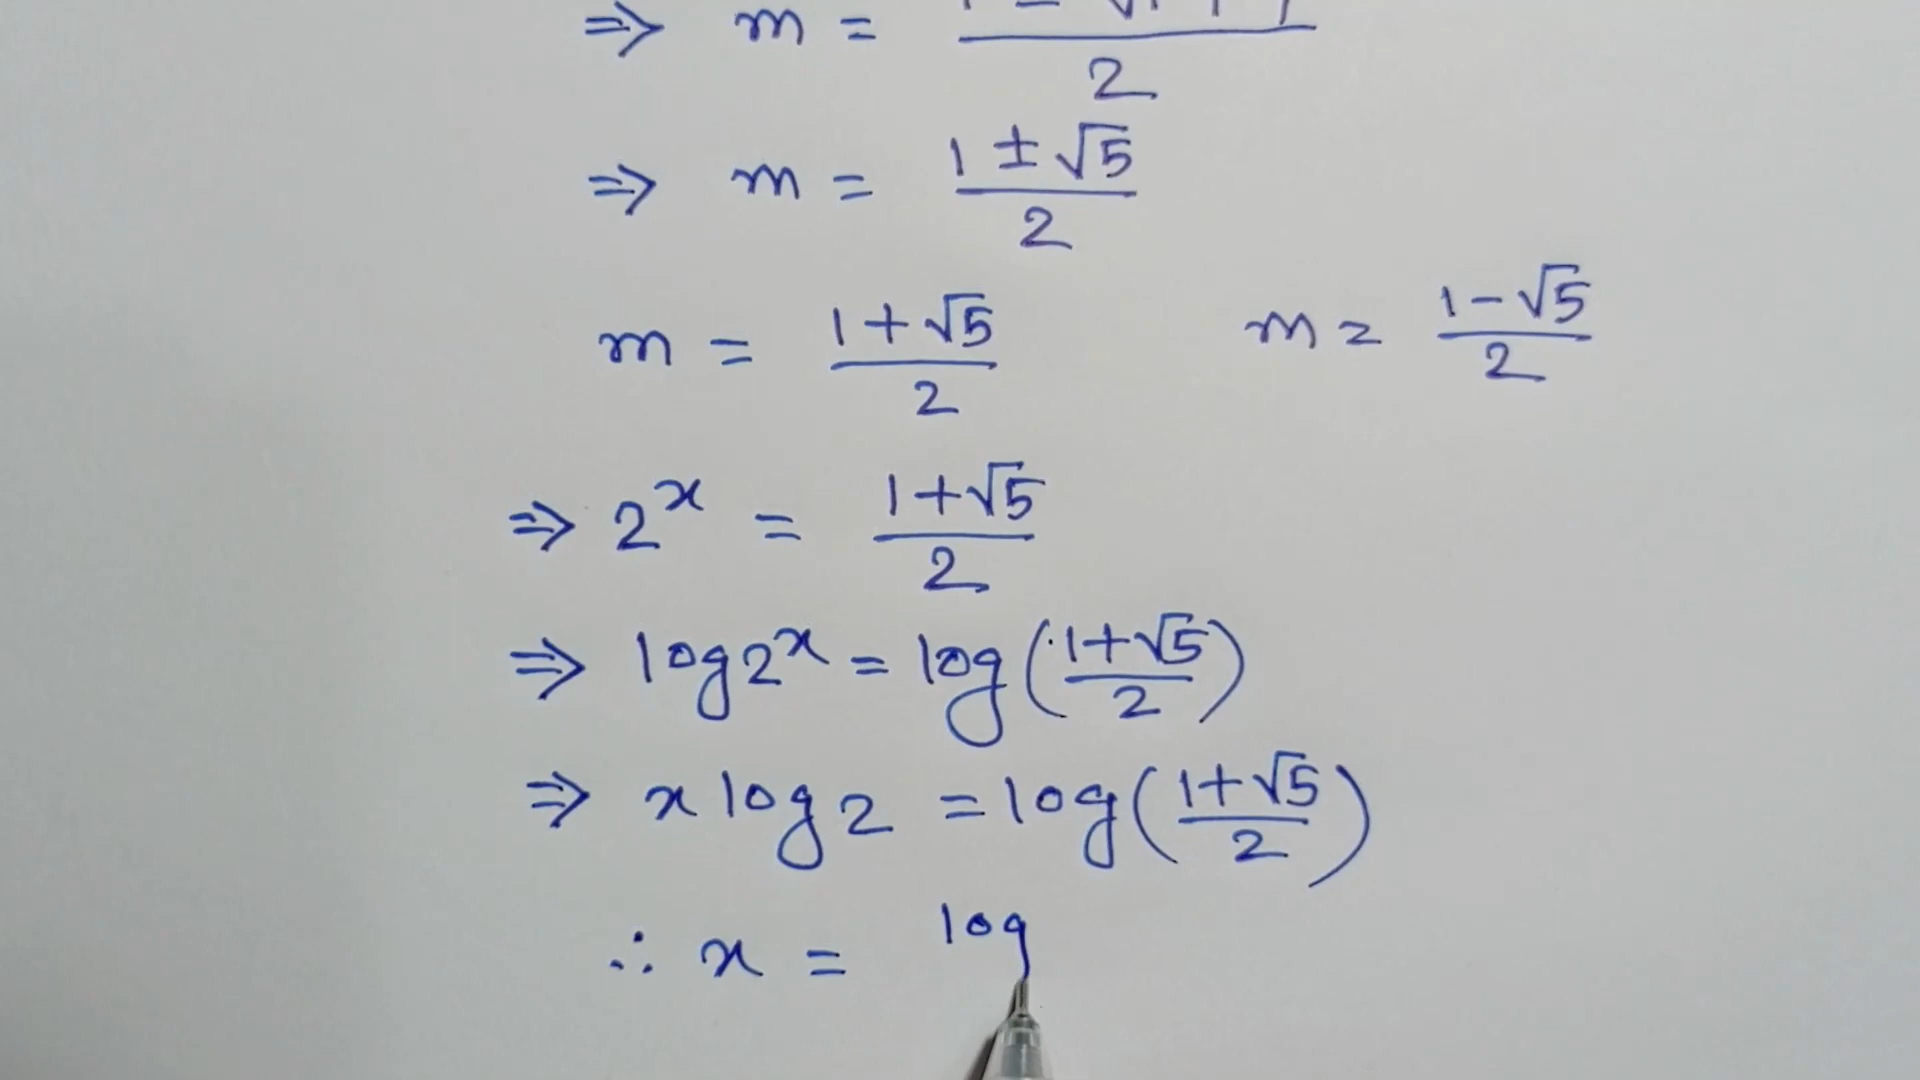 ⇒ m = 2
⇒ m = (1 ± √5)/2
m = (1 + √5)/2    m = (1 - √5)/2
⇒ 2^x = (1+√5)/2
⇒ log 2^x = log((1+√5)/2)
⇒ x log 2 = log((1+√5)/2)
∴ x = log